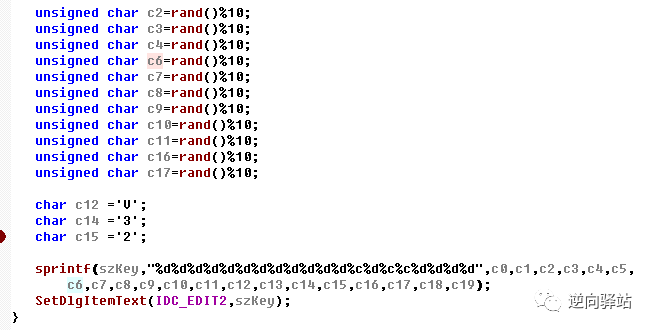 unsigned char c2=rand()%10;
unsigned char c3=rand()%10;
unsigned char c4=rand()%10;
unsigned char c6=rand()%10;
unsigned char c7=rand()%10;
unsigned char c8=rand()%10;
unsigned char c9=rand()%10;
unsigned char c10=rand()%10;
unsigned char c11=rand()%10;
unsigned char c16=rand()%10;
unsigned char c17=rand()%10;
char c12 ='V';
char c14 ='3';
char c15 ='2';
sprintf(szKey,"%d%d%d%d%d%d%d%d%d%d%d%d%c%d%c%c%d%d%d%d",c0,c1,c2,c3,c4,c5,
c6,c7,c8,c9,c10,c11,c12,c13,c14,c15,c16,c17,c18,c19);
SetDlgItemText(IDC_EDIT2,szKey);
}
逆向驿站